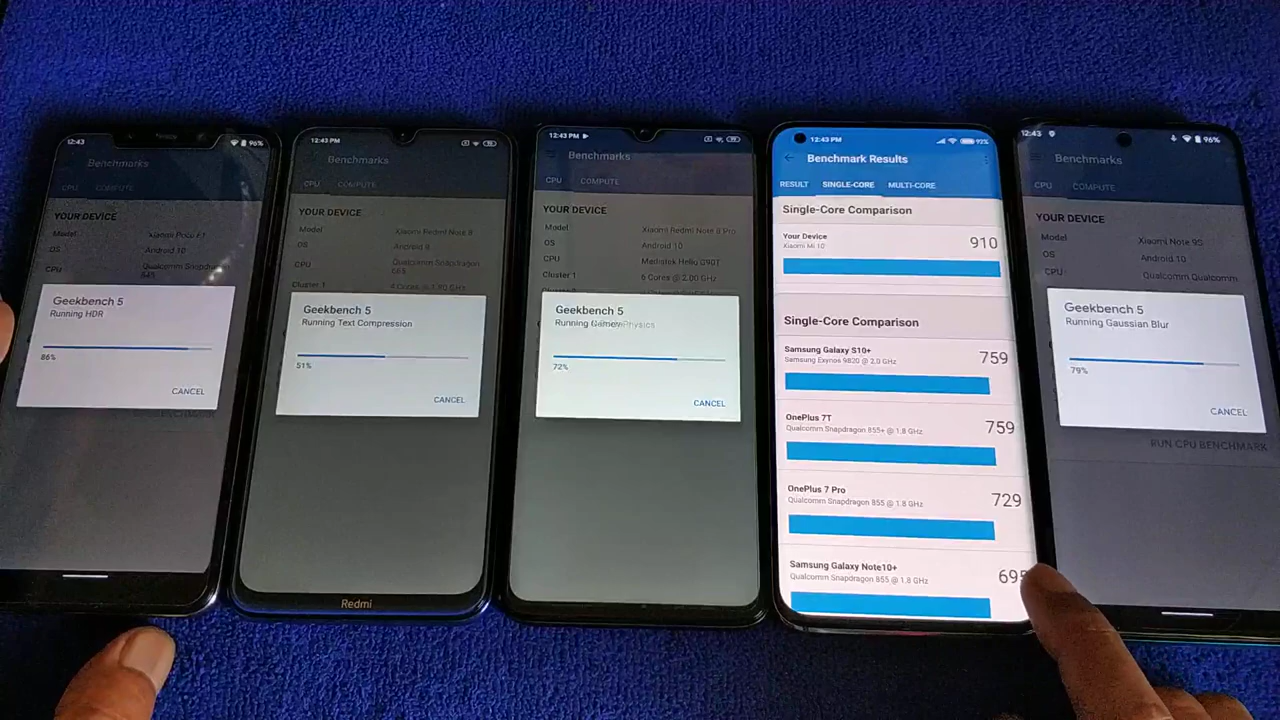 12:43
96%
Benchmarks
CPU COMPUTE
YOUR DEVICE
Model Xiaomi Poco F1
OS Android 10
CPU Qualcomm Snapdragon
845
Geekbench 5
Running HDR
86%
CANCEL
12:43 PM
Benchmarks
CPU COMPUTE
YOUR DEVICE
Model Xiaomi Redmi Note 8
OS Android 9
CPU Qualcomm Snapdragon
665
Cluster 1 4 Cores @ 1.80 GHz
Geekbench 5
Running Text Compression
51%
CANCEL
Redmi
12:43 PM
Benchmarks
CPU COMPUTE
YOUR DEVICE
Model Xiaomi Redmi Note 8 Pro
OS Android 10
CPU Mediatek Helio G90T
Cluster 1 6 Cores @ 2.00 GHz
Geekbench 5
Running
72%
CANCEL
12:43 PM
92%
Benchmark Results
RESULT SINGLE-CORE MULTI-CORE
Single-Core Comparison
Your Device
Xiaomi Mi 10
910
Single-Core Comparison
Samsung Galaxy S10+
Samsung Exynos 9820 @ 2.0 GHz
759
OnePlus 7T
Qualcomm Snapdragon 855+ @ 1.8 GHz
759
OnePlus 7 Pro
Qualcomm Snapdragon 855 @ 1.8 GHz
729
Samsung Galaxy Note10+
Qualcomm Snapdragon 855 @ 1.8 GHz
12:43
96%
Benchmarks
CPU COMPUTE
YOUR DEVICE
Model Xiaomi Note 9S
OS Android 10
CPU Qualcomm Qualcomm
Geekbench 5
Running Gaussian Blur
79%
CANCEL
RUN CPU BENCHMARK